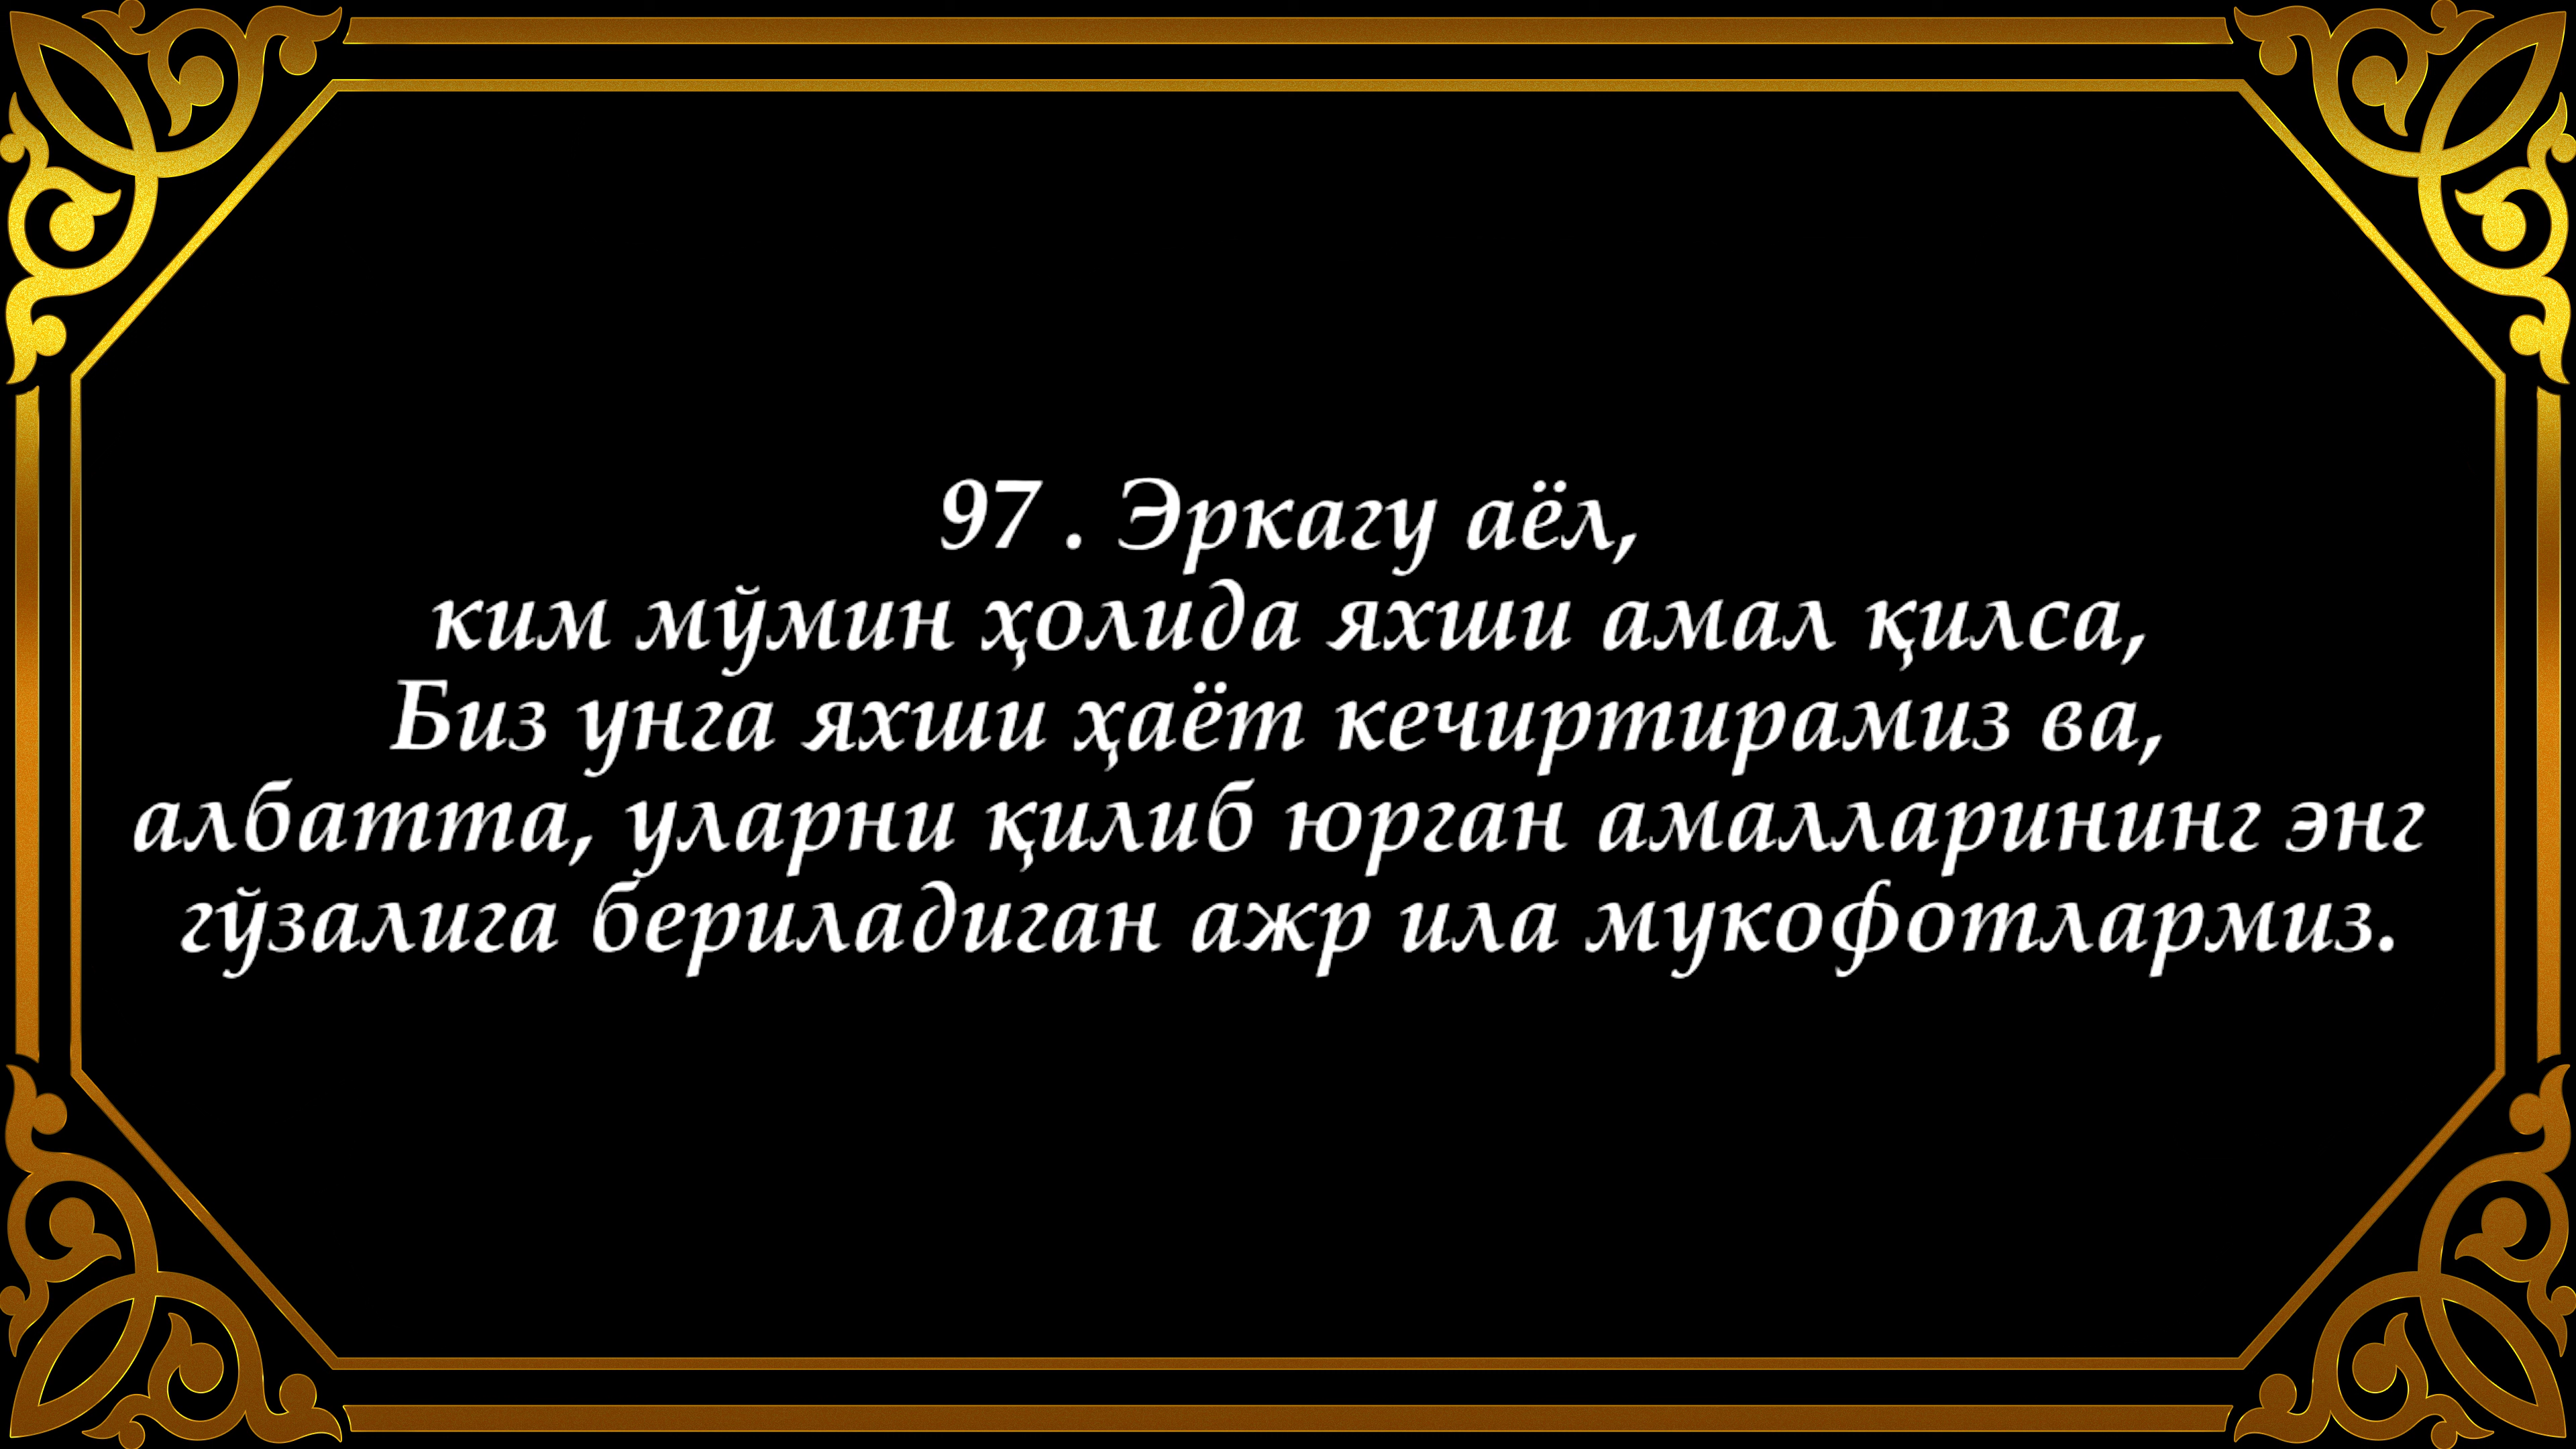 97 . Эркагу аёл,
ким мўмин ҳолида яхши амал қилса,
Биз унга яхши ҳаёт кечиртирамиз ва,
албатта, уларни қилиб юрган амалларининг энг
гўзалига бериладиган ажр ила мукофотлармиз.